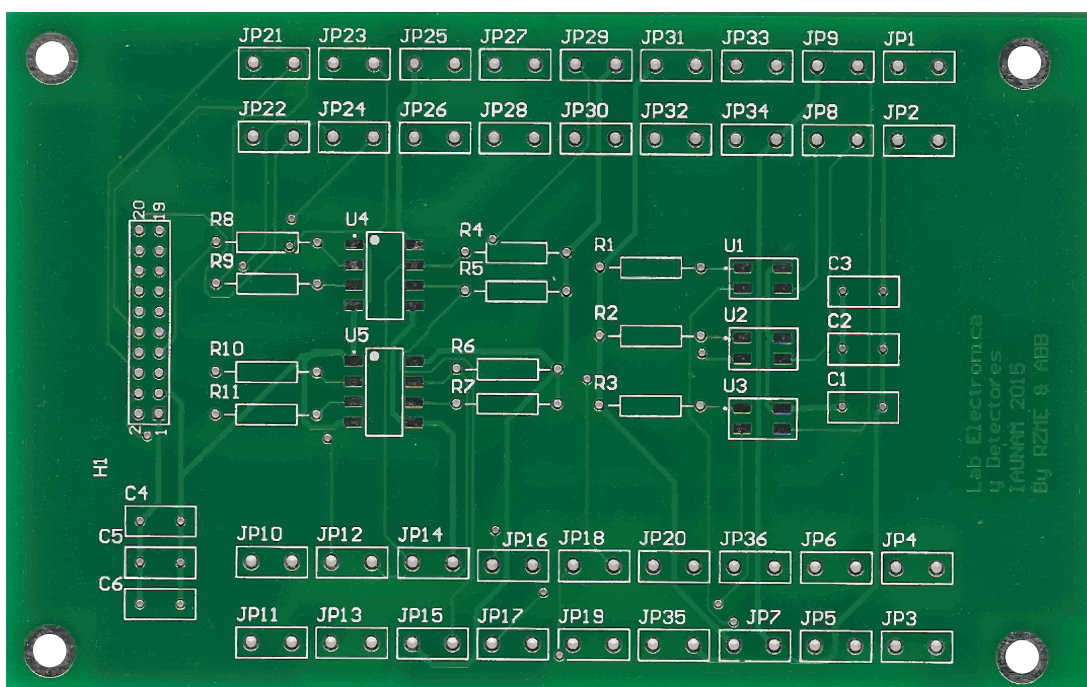 JP21 JP23 JP25 JP27 JP29 JP31 JP33 JP9 JP1
JP22 JP24 JP26 JP28 JP30 JP32 JP34 JP8 JP2
20 19
R8 U4 R4 R1 U1
R9 R5 C3
R2 U2 C2
R10 U5 R6
R11 R7 R3 U3 C1
2 1
H1
Lab Electronica
y Detectores
IAUNAM 2015
By RZME & ABB
C4
C5
C6
JP10 JP12 JP14 JP16 JP18 JP20 JP36 JP6 JP4
JP11 JP13 JP15 JP17 JP19 JP35 JP7 JP5 JP3